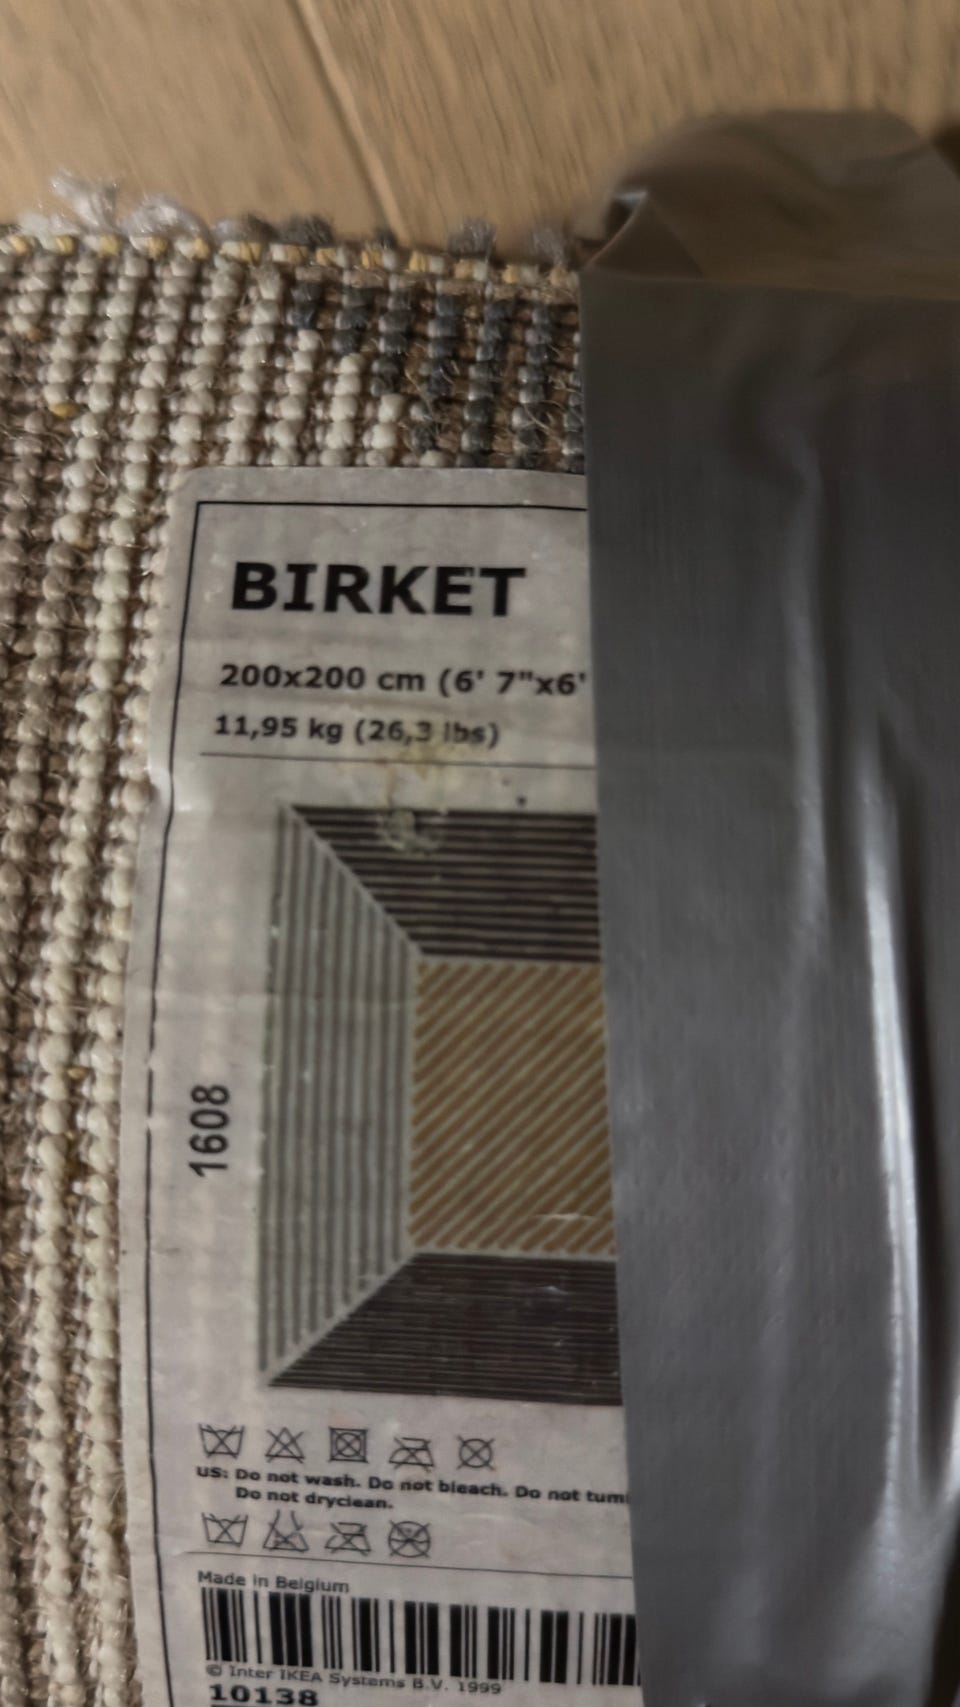 BIRKET
200x200 cm (6' 7"x6'
11,95 kg (26,3 lbs)
1608
US: Do not wash. Do not bleach. Do not tum
Do not dryclean.
Made in Belgium
© Inter IKEA Systems B.V. 1999
10138